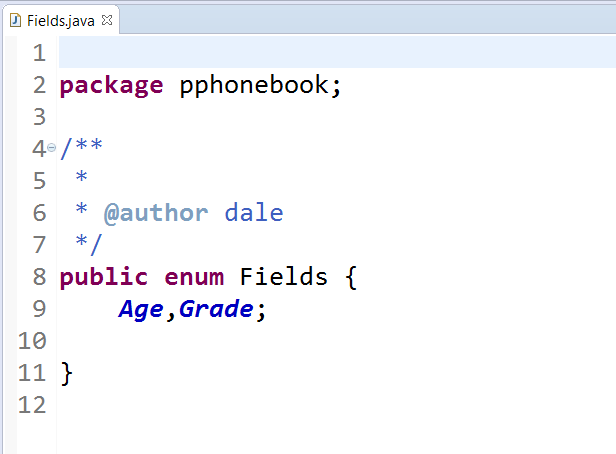 Fields.java
1
2 package pphonebook;
3
4 /**
5  *
6  * @author dale
7  */
8 public enum Fields {
9     Age,Grade;
10
11 }
12